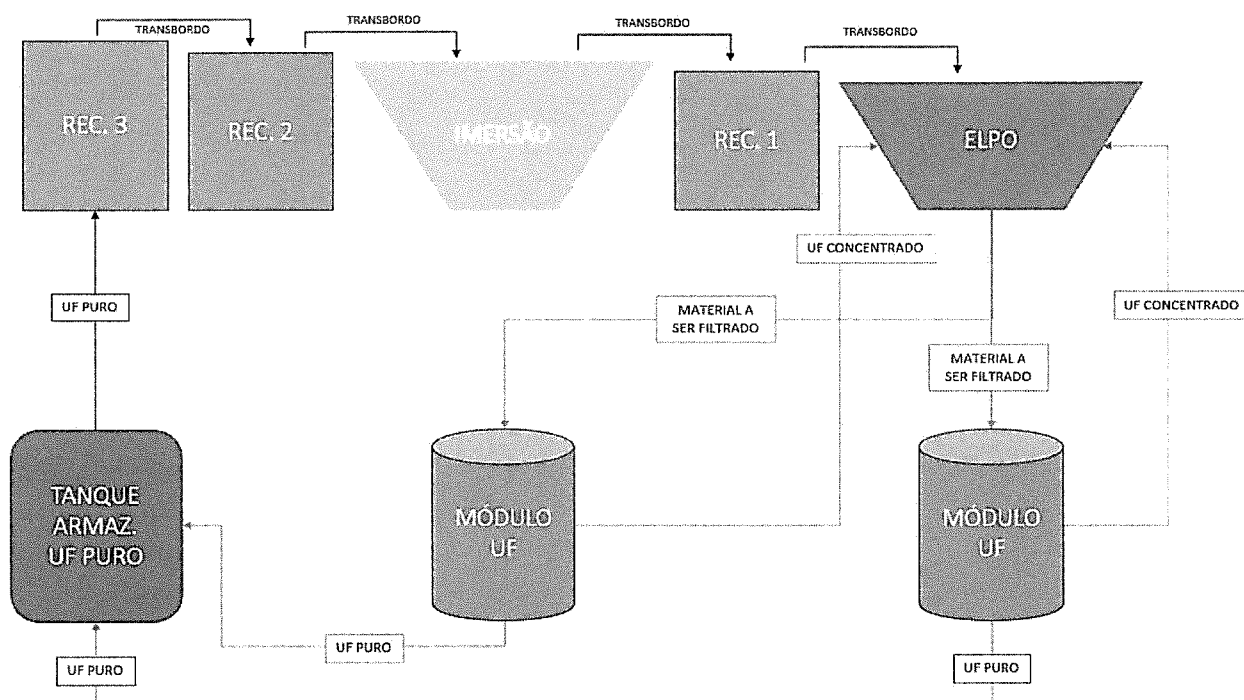 TRANSBORDO
TRANSBORDO
TRANSBORDO
TRANSBORDO
REC. 3
REC. 2
IMERSÃO
REC. 1
ELPO
UF CONCENTRADO
UF CONCENTRADO
UF PURO
MATERIAL A
SER FILTRADO
MATERIAL A
SER FILTRADO
TANQUE
ARMAZ.
UF PURO
MÓDULO
UF
MÓDULO
UF
UF PURO
UF PURO
UF PURO